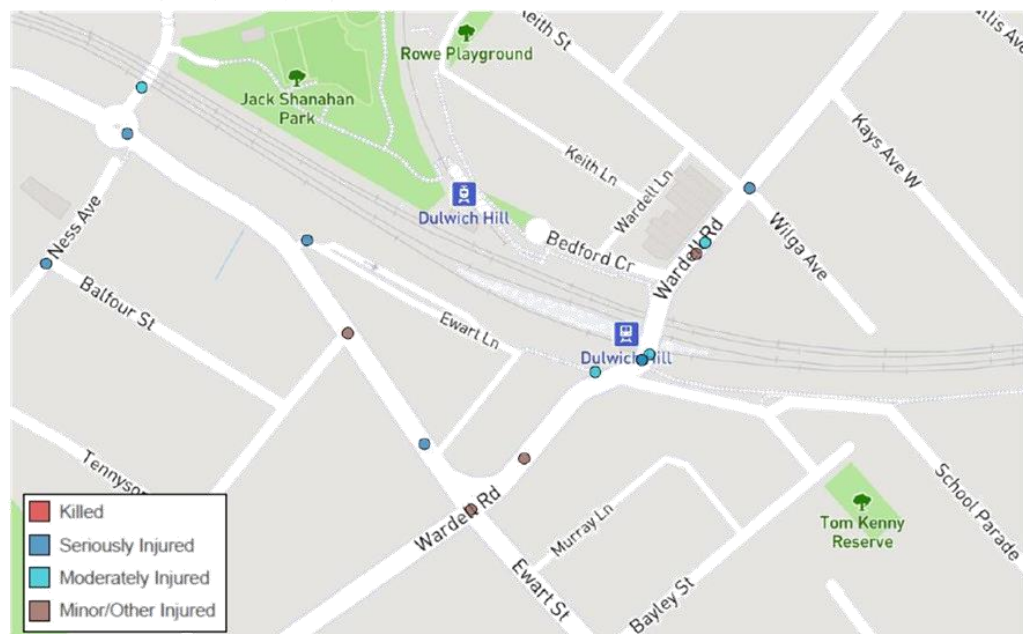 Keith St
Rowe Playground
Jack Shanahan
Park
Kays Ave W
Keith Ln
Wardell Ln
Dulwich Hill
Bedford Cr
Wardell Rd
Wilga Ave
Ness Ave
Balfour St
Ewart Ln
Dulwich Hill
Tennyson
Wardell Rd
Murray Ln
Ewart St
Bayley St
Tom Kenny
Reserve
School Parade
Killed
Seriously Injured
Moderately Injured
Minor/Other Injured